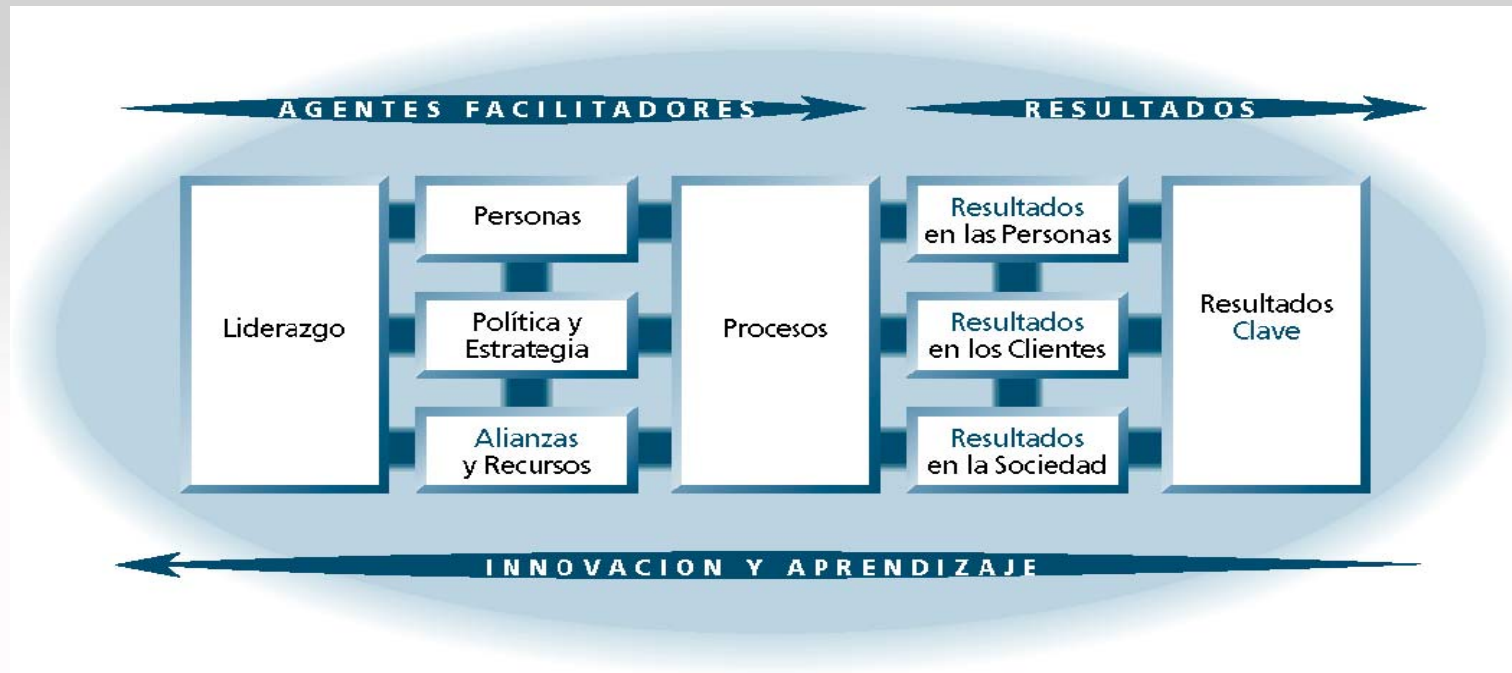 AGENTES FACILITADORES
RESULTADOS
Liderazgo
Personas
Política y
Estrategia
Alianzas
y Recursos
Procesos
Resultados
en las Personas
Resultados
en los Clientes
Resultados
en la Sociedad
Resultados
Clave
INNOVACION Y APRENDIZAJE